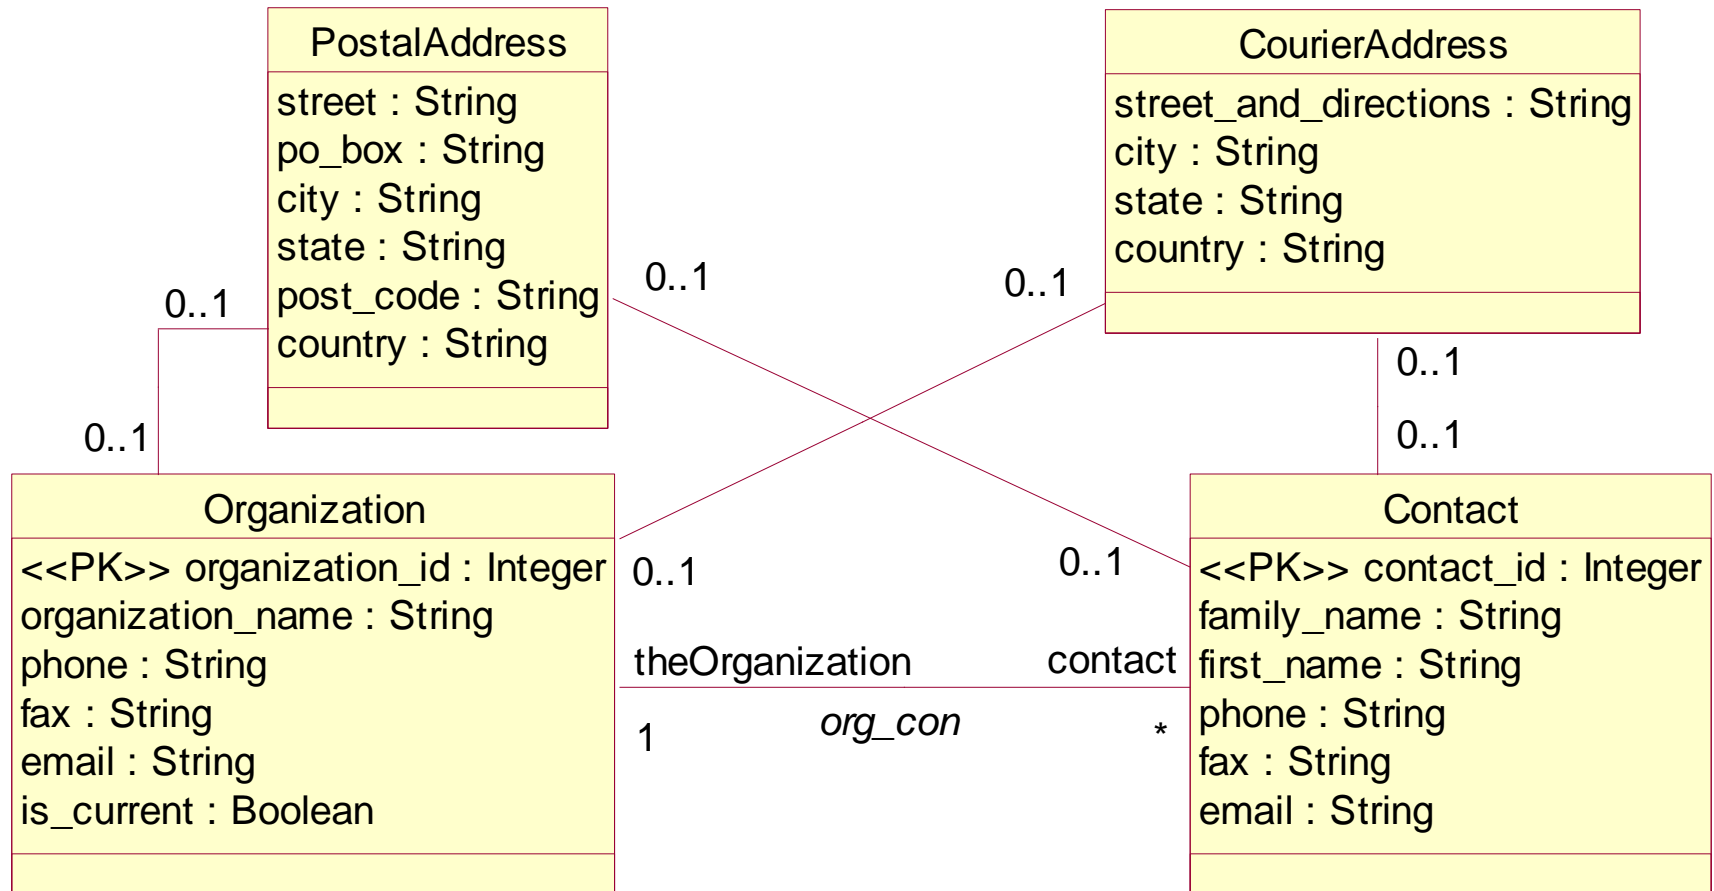 PostalAddress
street : String
po_box : String
city : String
state : String
post_code : String
country : String
CourierAddress
street_and_directions : String
city : String
state : String
country : String
0..1
0..1
0..1
0..1
0..1
0..1
0..1
0..1
Organization
<<PK>> organization_id : Integer
organization_name : String
phone : String
fax : String
email : String
is_current : Boolean
theOrganization
contact
1
org_con
*
Contact
<<PK>> contact_id : Integer
family_name : String
first_name : String
phone : String
fax : String
email : String